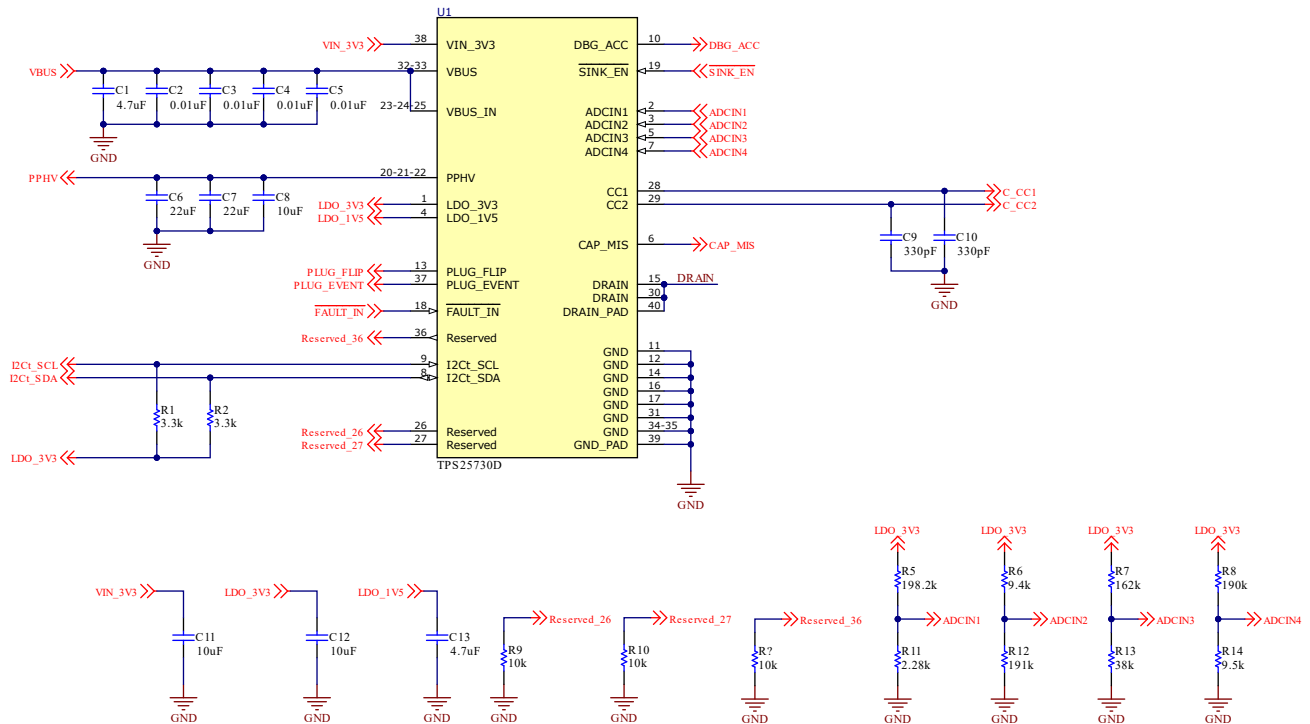 U1
VIN_3V3 38 VIN_3V3 DBG_ACC 10 DBG_ACC
VBUS 32-33 VBUS SINK_EN 19 SINK_EN
C1 C2 C3 C4 C5
4.7uF 0.01uF 0.01uF 0.01uF 0.01uF
23-24-25 VBUS_IN ADCIN1 2 ADCIN1
ADCIN2 3 ADCIN2
ADCIN3 5 ADCIN3
ADCIN4 7 ADCIN4
GND
PPHV 20-21-22 PPHV CC1 28 C_CC1
C6 C7 C8
22uF 22uF 10uF
LDO_3V3 1 LDO_3V3 CC2 29 C_CC2
LDO_1V5 4 LDO_1V5
C9 C10
330pF 330pF
CAP_MIS 6 CAP_MIS
GND
PLUG_FLIP 13 PLUG_FLIP
PLUG_EVENT 37 PLUG_EVENT DRAIN 15 DRAIN
DRAIN 30
FAULT_IN 18 FAULT_IN DRAIN_PAD 40
GND
Reserved_36 36 Reserved
GND 11
I2Ct_SCL 9 I2Ct_SCL GND 12
I2Ct_SDA 8 I2Ct_SDA GND 14
GND 16
GND 17
R1 R2
3.3k 3.3k
GND 31
Reserved_26 26 Reserved GND 34-35
Reserved_27 27 Reserved GND_PAD 39
LDO_3V3
TPS25730D
GND
LDO_3V3 LDO_3V3 LDO_3V3 LDO_3V3
R5 R6 R7 R8
198.2k 9.4k 162k 190k
VIN_3V3 LDO_3V3 LDO_1V5
Reserved_26 Reserved_27 Reserved_36 ADCIN1 ADCIN2 ADCIN3 ADCIN4
C11 C12 C13
10uF 10uF 4.7uF
R9 R10 R? R11 R12 R13 R14
10k 10k 10k 2.28k 191k 38k 9.5k
GND GND GND GND GND GND GND GND GND GND